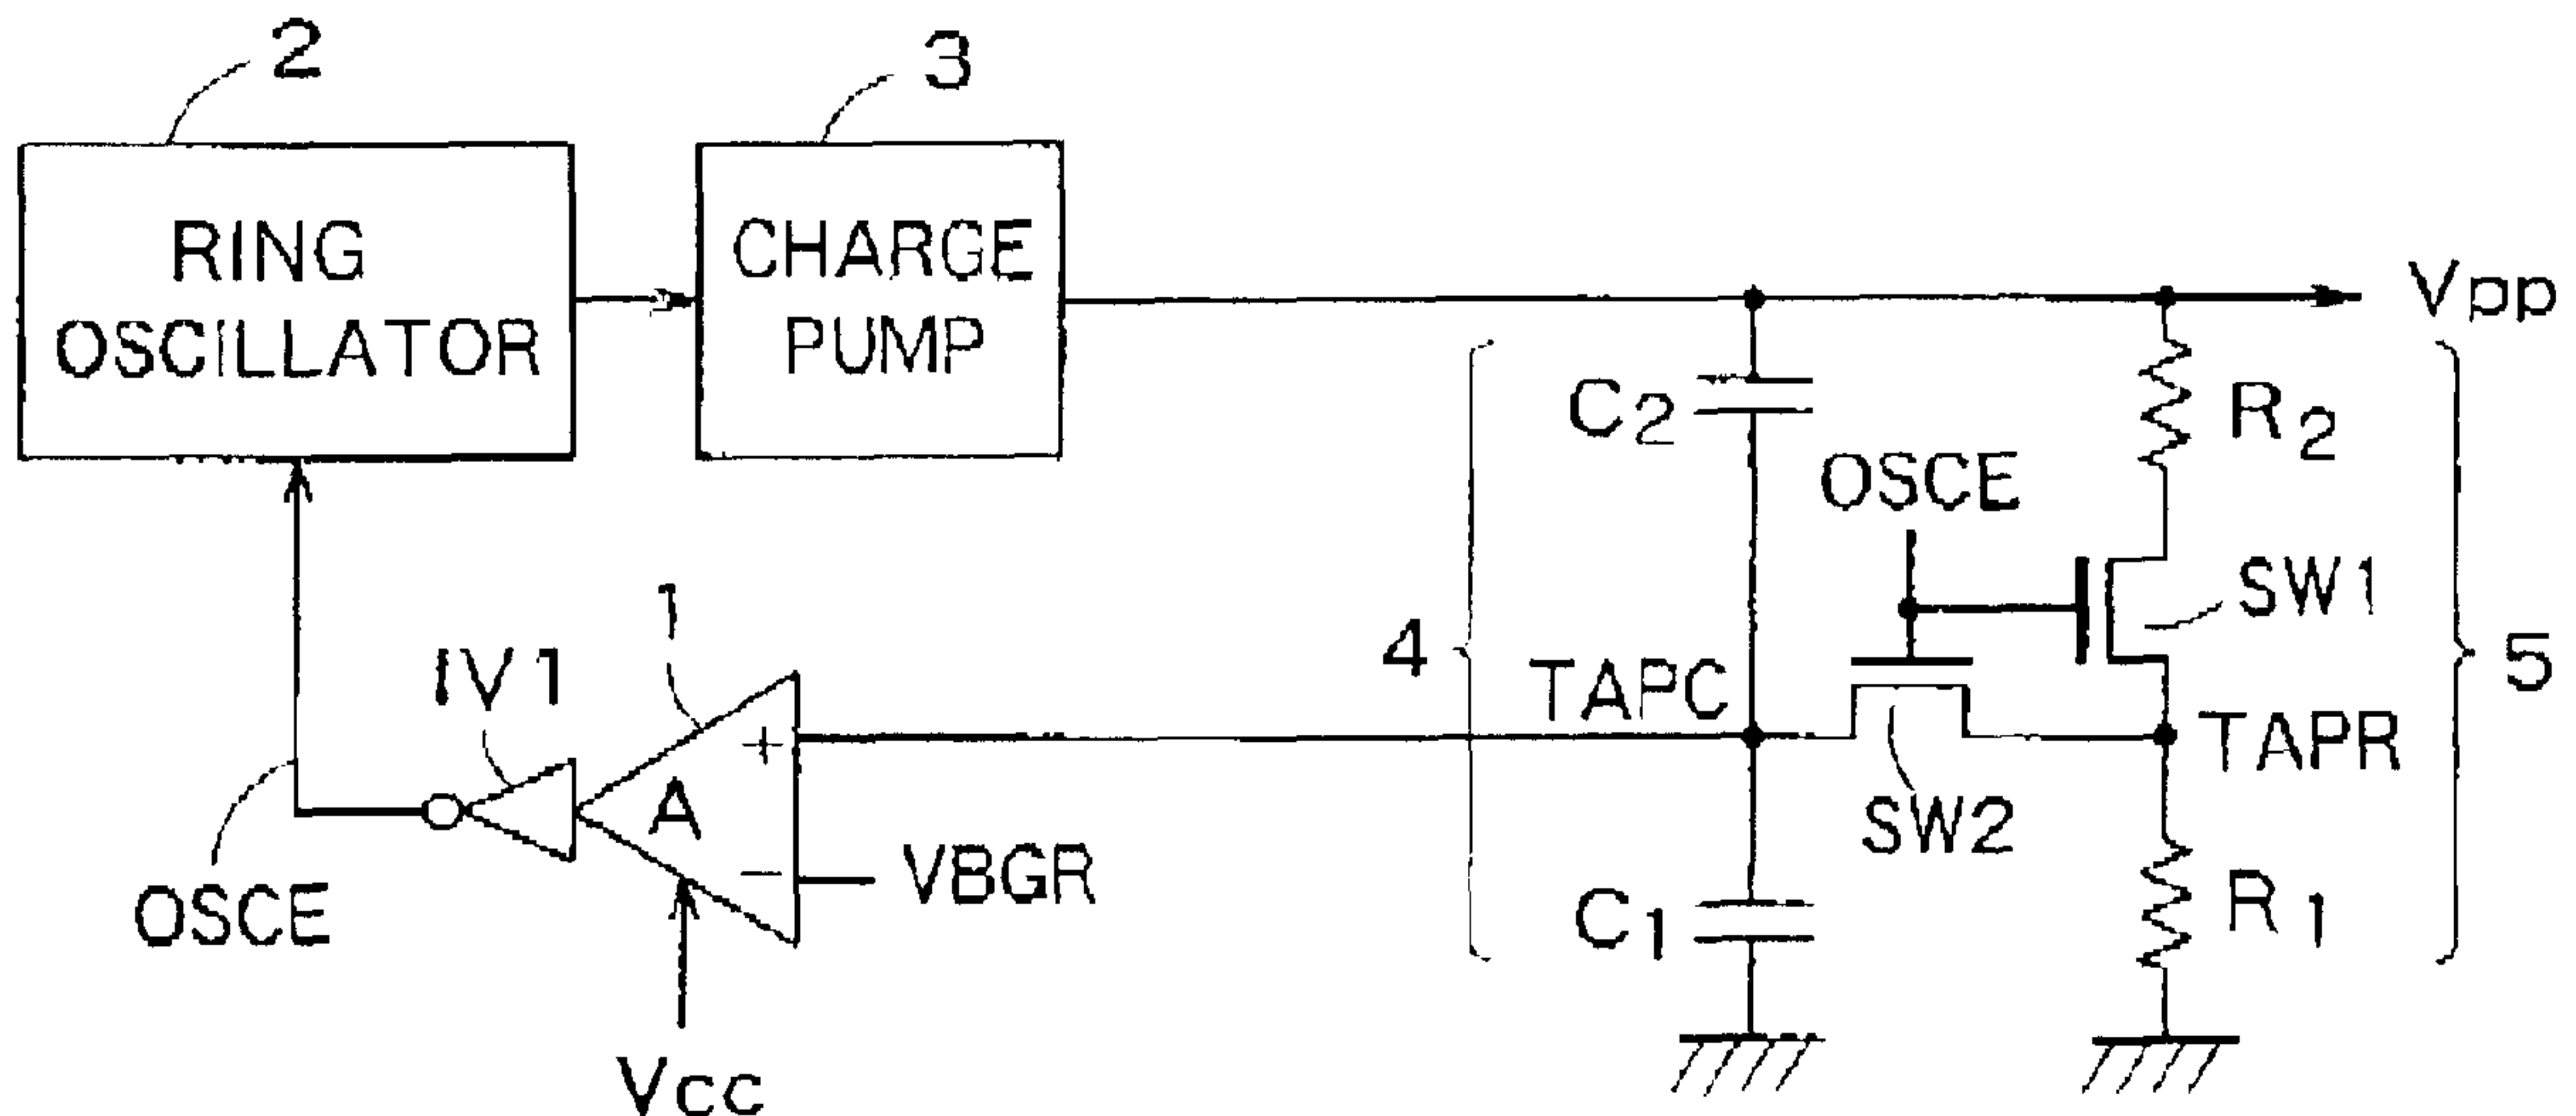 2
3
RING
OSCILLATOR
CHARGE
PUMP
Vpp
C2
R2
OSCE
SW1
4
5
1
IV1
TAPC
TAPR
+
A
SW2
−
VBGR
OSCE
C1
R1
Vcc